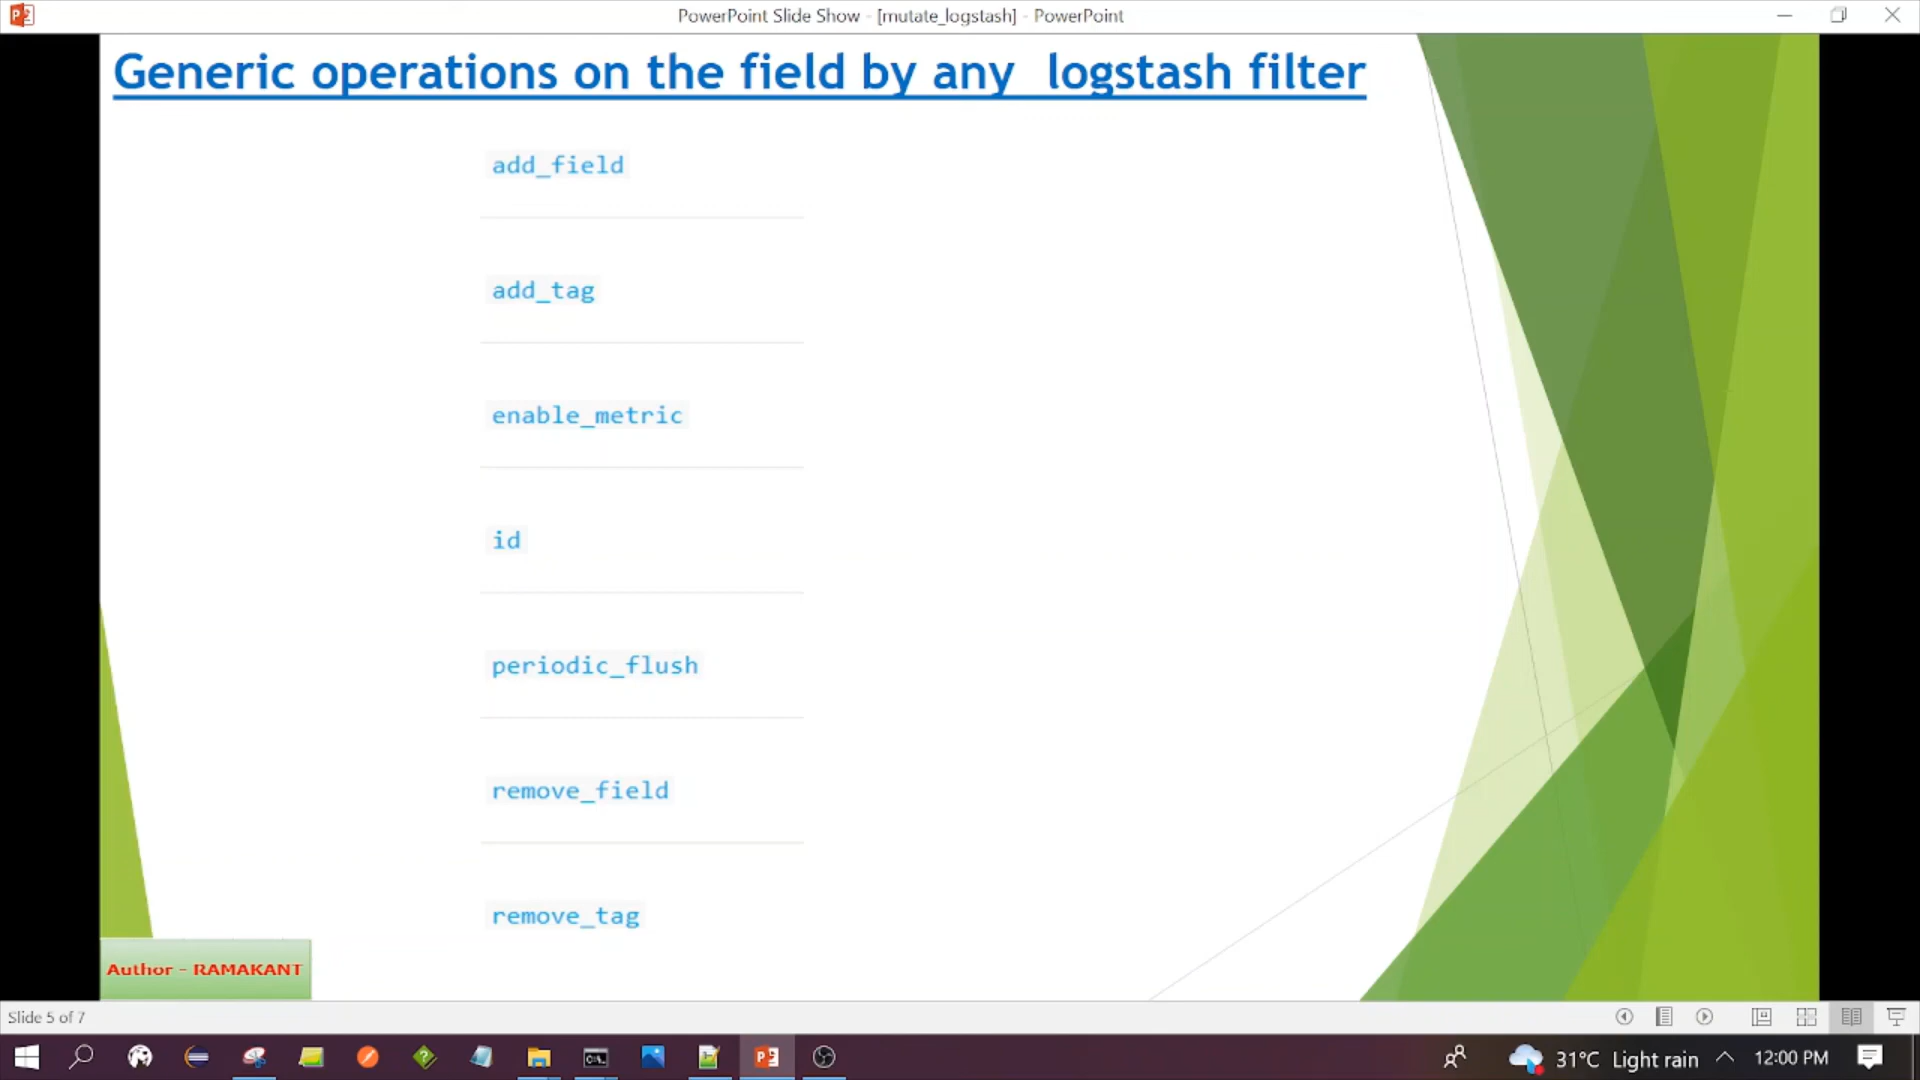 PowerPoint Slide Show - [mutate_logstash] - PowerPoint
Generic operations on the field by any logstash filter
add_field
add_tag
enable_metric
id
periodic_flush
remove_field
remove_tag
Author - RAMAKANT
Slide 5 of 7
31°C Light rain
12:00 PM